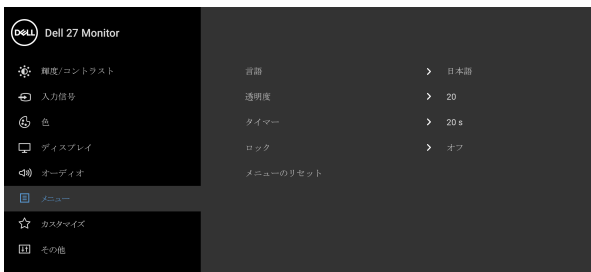 DELL Dell 27 Monitor
輝度/コントラスト
入力信号
色
ディスプレイ
オーディオ
メニュー
カスタマイズ
その他
言語 > 日本語
透明度 > 20
タイマー > 20 s
ロック > オフ
メニューのリセット